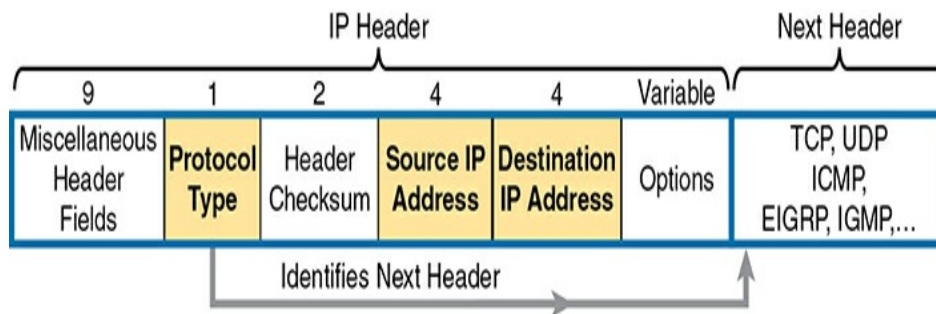 IP Header
Next Header
9
1
2
4
4
Variable
Miscellaneous
Header
Fields
Protocol
Type
Header
Checksum
Source IP
Address
Destination
IP Address
Options
TCP, UDP
ICMP,
EIGRP, IGMP,...
Identifies Next Header